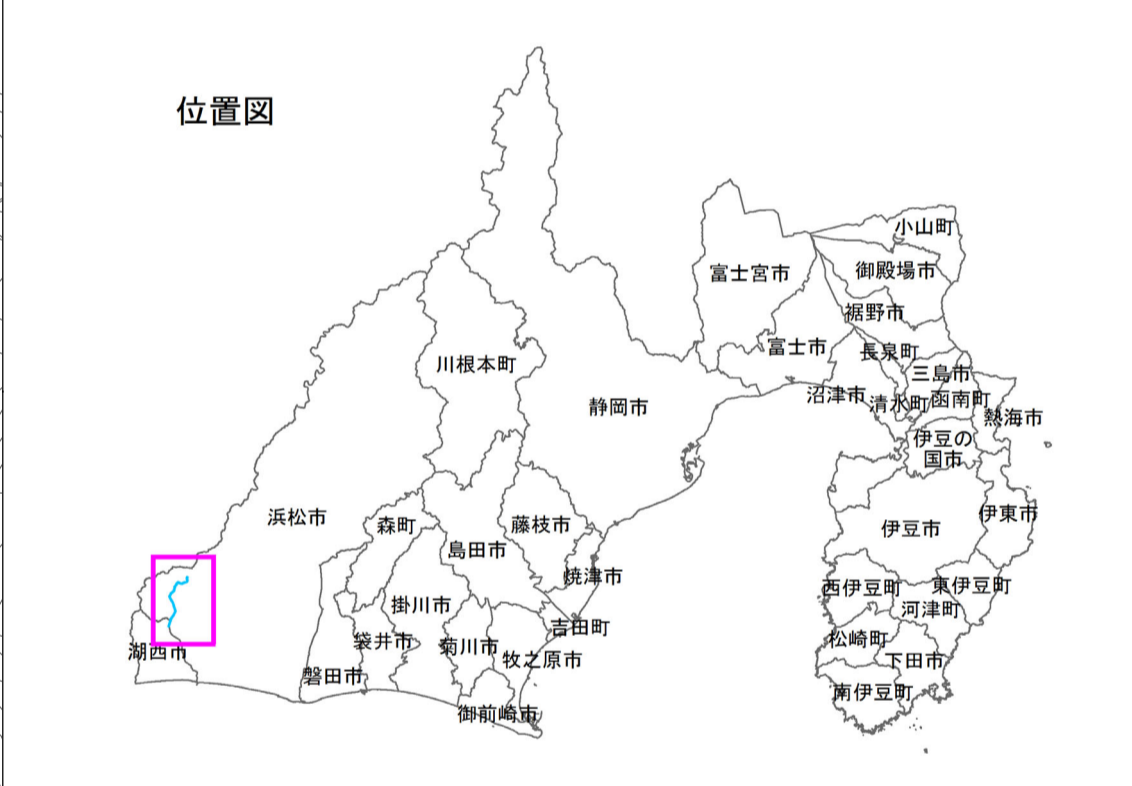 位置図
小山町
御殿場市
富士宮市
裾野市
富士市
長泉町
川根本町
三島市
沼津市
清水町
函南町
静岡市
熱海市
伊豆の
国市
浜松市
森町
藤枝市
伊豆市
伊東市
島田市
焼津市
西伊豆町
東伊豆町
掛川市
河津町
吉田町
袋井市
菊川市
松崎町
湖西市
牧之原市
下田市
磐田市
南伊豆町
御前崎市